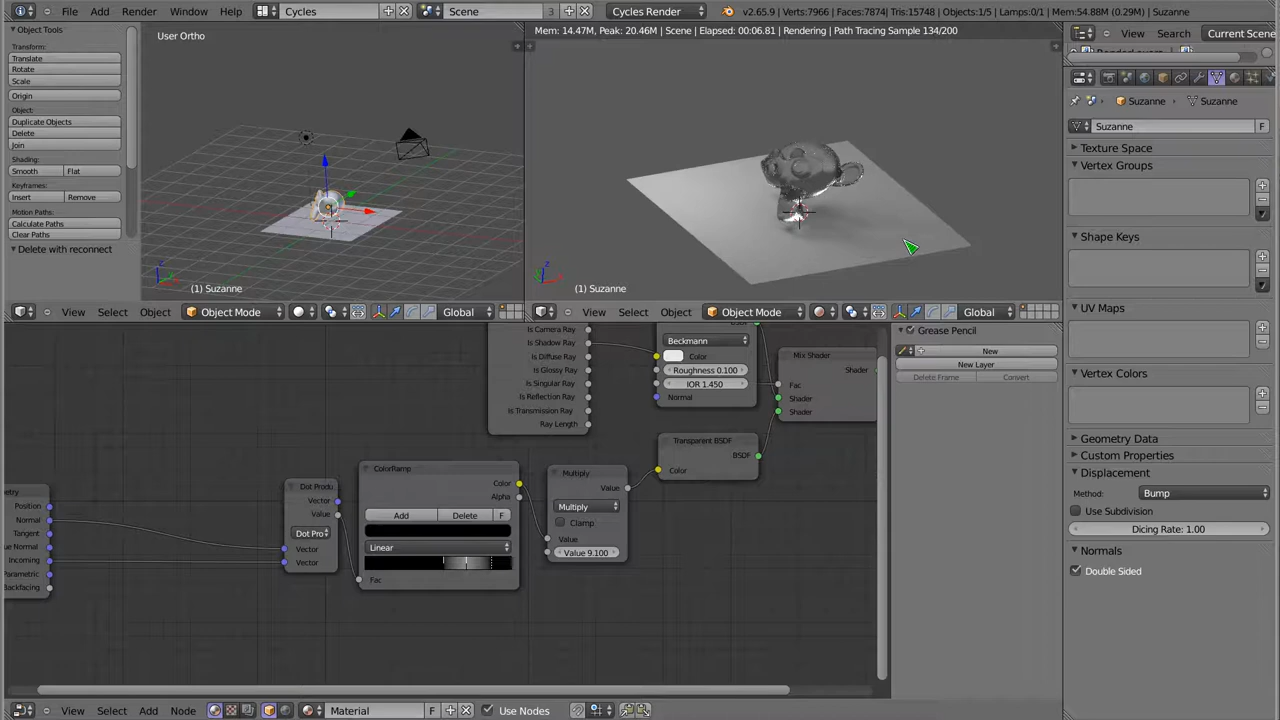 File Add Render Window Help Cycles Scene 3 Cycles Render v2.65.9 | Verts:7966 | Faces:7874| Tris:15748 | Objects:1/5 | Lamps:0/1 | Mem:54.88M (0.29M) | Suzanne
Object Tools
Transform:
Translate
Rotate
Scale
Origin
Object:
Duplicate Objects
Delete
Join
Shading:
Smooth Flat
Keyframes:
Insert Remove
Motion Paths:
Calculate Paths
Clear Paths
Delete with reconnect
User Ortho
(1) Suzanne
View Select Object Object Mode Global
Mem: 14.47M, Peak: 20.46M | Scene | Elapsed: 00:06.81 | Rendering | Path Tracing Sample 134/200
(1) Suzanne
View Select Object Object Mode Global
View Search Current Scene
Suzanne Suzanne
Suzanne F
Texture Space
Vertex Groups
Shape Keys
UV Maps
Vertex Colors
Geometry Data
Custom Properties
Displacement
Method: Bump
Use Subdivision
Dicing Rate: 1.00
Normals
Double Sided
Position
Normal
Tangent
Incoming
Parametric
Backfacing
Dot Produ
Vector
Value
Dot Pro
Vector
Vector
ColorRamp
Color
Alpha
Add Delete F
Linear
Fac
Is Camera Ray
Is Shadow Ray
Is Diffuse Ray
Is Glossy Ray
Is Singular Ray
Is Reflection Ray
Is Transmission Ray
Ray Length
Multiply
Value
Multiply
Clamp
Value
Value 9.100
Beckmann
Color
Roughness 0.100
IOR 1.450
Normal
Transparent BSDF
BSDF
Color
Mix Shader
Shader
Fac
Shader
Shader
Grease Pencil
New
New Layer
Delete Frame Convert
View Select Add Node Material F Use Nodes